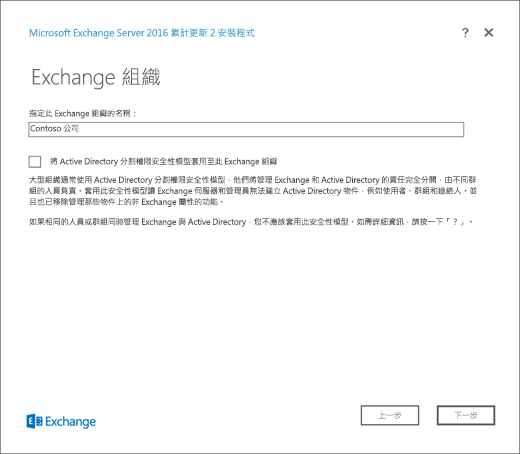 Microsoft Exchange Server 2016 累計更新 2 安裝程式
?
Exchange 組織
指定此 Exchange 組織的名稱：
Contoso 公司
將 Active Directory 分割權限安全性模型套用至此 Exchange 組織
大型組織通常使用 Active Directory 分割權限安全性模型，他們將管理 Exchange 和 Active Directory 的責任完全分開，由不同群
組的人員負責。套用此安全性模型讓 Exchange 伺服器和管理員無法建立 Active Directory 物件，例如使用者、群組和連絡人。並
且也已移除管理那些物件上的非 Exchange 屬性的功能。
如果相同的人員或群組同時管理 Exchange 與 Active Directory，您不應該套用此安全性模型。如需詳細資訊，請按一下「？」。
Exchange
上一步
下一步